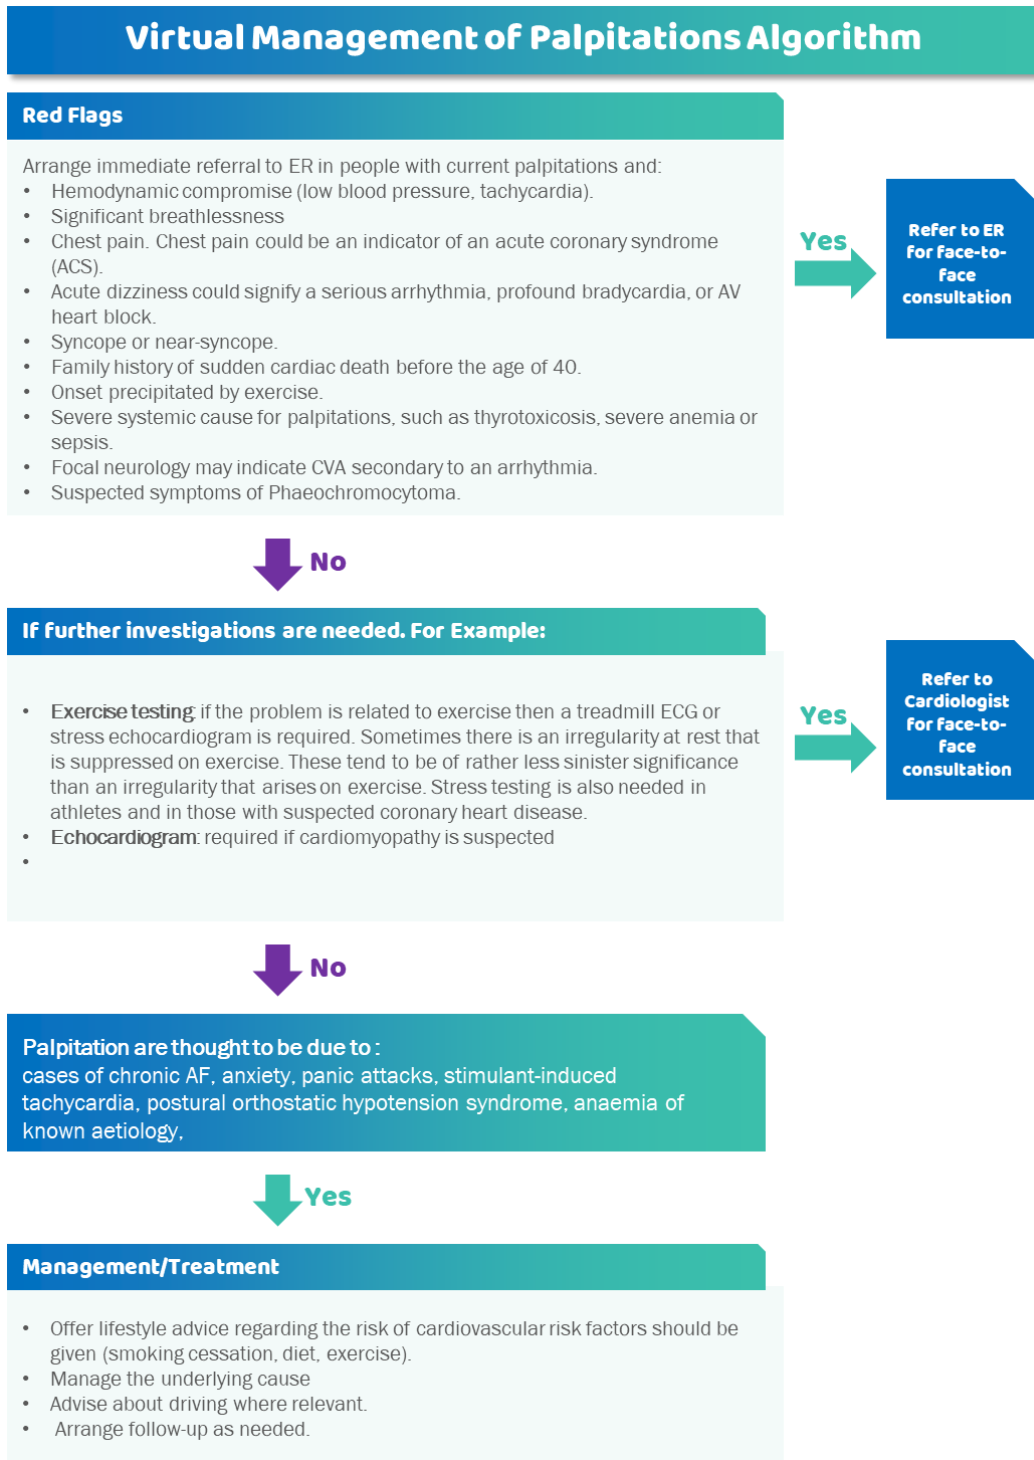 Virtual Management of Palpitations Algorithm
Red Flags
Arrange immediate referral to ER in people with current palpitations and:
• Hemodynamic compromise (low blood pressure, tachycardia).
• Significant breathlessness
• Chest pain. Chest pain could be an indicator of an acute coronary syndrome
(ACS).
• Acute dizziness could signify a serious arrhythmia, profound bradycardia, or AV
heart block.
• Syncope or near-syncope.
• Family history of sudden cardiac death before the age of 40.
• Onset precipitated by exercise.
• Severe systemic cause for palpitations, such as thyrotoxicosis, severe anemia or
sepsis.
• Focal neurology may indicate CVA secondary to an arrhythmia.
• Suspected symptoms of Phaeochromocytoma.
Yes
Refer to ER
for face-to-
face
consultation
No
If further investigations are needed. For Example:
• Exercise testing: if the problem is related to exercise then a treadmill ECG or
stress echocardiogram is required. Sometimes there is an irregularity at rest that
is suppressed on exercise. These tend to be of rather less sinister significance
than an irregularity that arises on exercise. Stress testing is also needed in
athletes and in those with suspected coronary heart disease.
• Echocardiogram: required if cardiomyopathy is suspected
•
Yes
Refer to
Cardiologist
for face-to-
face
consultation
No
Palpitation are thought to be due to :
cases of chronic AF, anxiety, panic attacks, stimulant-induced
tachycardia, postural orthostatic hypotension syndrome, anaemia of
known aetiology,
Yes
Management/Treatment
• Offer lifestyle advice regarding the risk of cardiovascular risk factors should be
given (smoking cessation, diet, exercise).
• Manage the underlying cause
• Advise about driving where relevant.
• Arrange follow-up as needed.